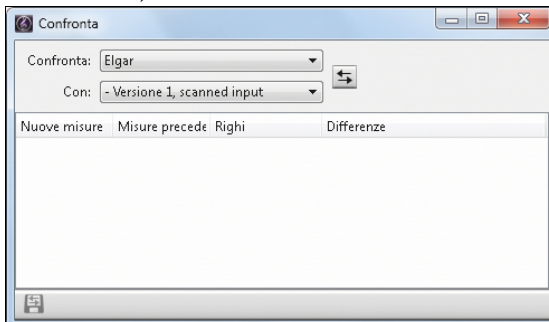 Confronta
Confronta: Elgar
Con: - Versione 1, scanned input
Nuove misure Misure precede Righi Differenze